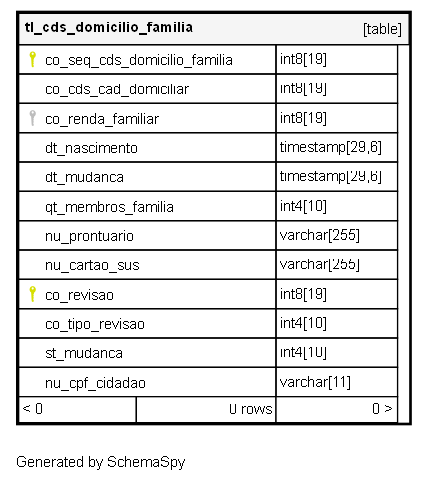 tl_cds_domicilio_familia [table]
co_seq_cds_domicilio_familia int8[19]
co_cds_cad_domiciliar int8[19]
co_renda_familiar int8[19]
dt_nascimento timestamp[29,6]
dt_mudanca timestamp[29,6]
qt_membros_familia int4[10]
nu_prontuario varchar[255]
nu_cartao_sus varchar[255]
co_revisao int8[19]
co_tipo_revisao int4[10]
st_mudanca int4[10]
nu_cpf_cidadao varchar[11]
< 0 0 rows 0 >
Generated by SchemaSpy